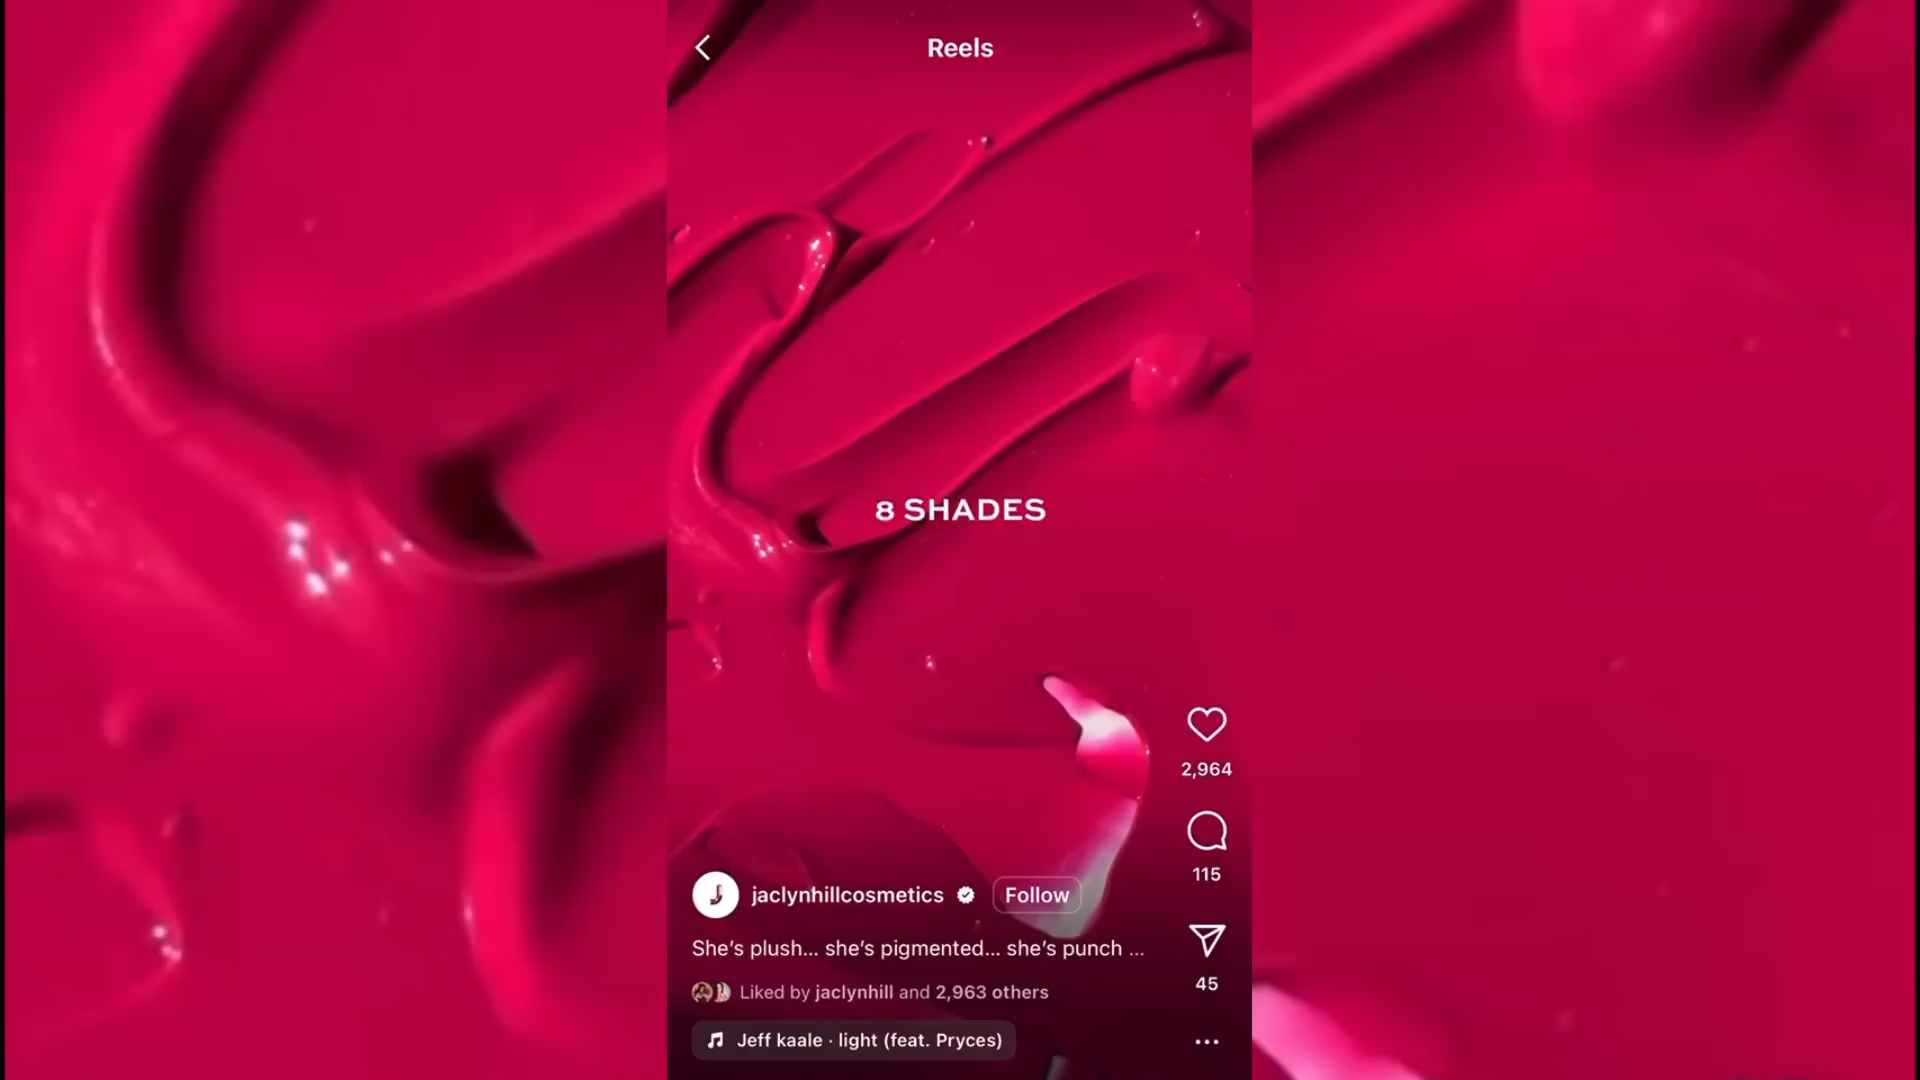 Reels
8 SHADES
2,964
115
jaclynhillcosmetics Follow
She’s plush... she’s pigmented... she’s punch ...
45
Liked by jaclynhill and 2,963 others
Jeff kaale · light (feat. Pryces)